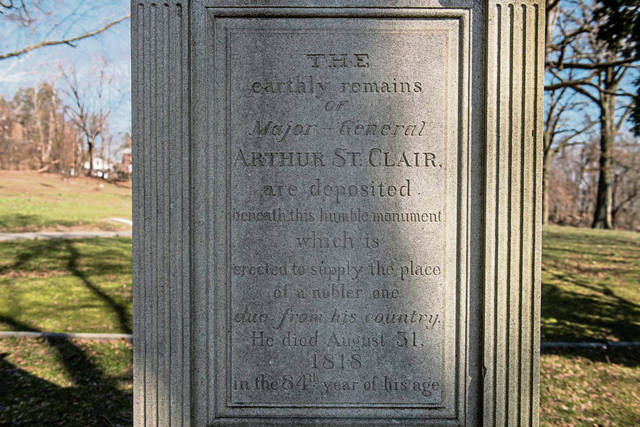 THE
earthly remains
OF
Major-General
ARTHUR ST. CLAIR.
are deposited
beneath this humble monument
which is
erected to supply the place
of a nobler one
due from his country.
He died August 31.
1818
in the 84th year of his age